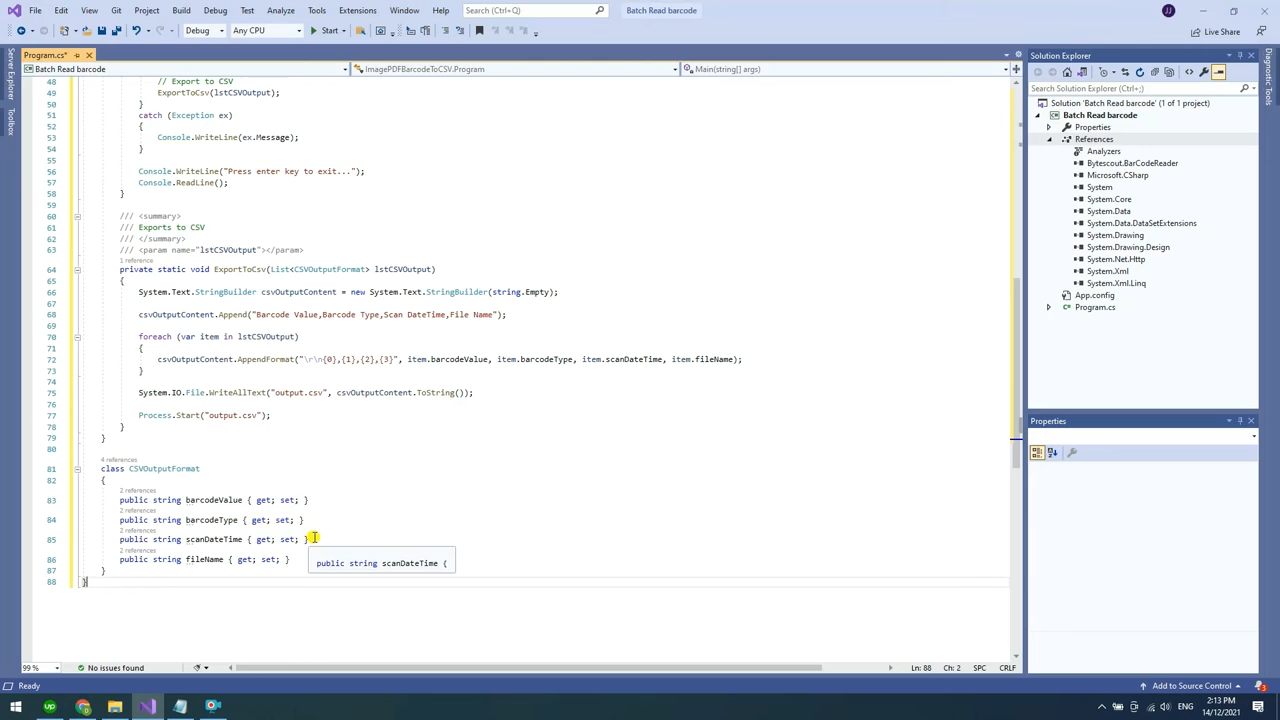 File Edit View Git Project Build Debug Test Analyze Tools Extensions Window Help Search (Ctrl+Q) Batch Read barcode JJ
Debug Any CPU Start Live Share
Server Explorer
Toolbox
Program.cs*
Batch Read barcode ImagePDFBarcodeToCSV.Program Main(string[] args)
48 // Export to CSV
49 ExportToCsv(lstCSVOutput);
50 }
51 catch (Exception ex)
52 {
53 Console.WriteLine(ex.Message);
54 }
55
56 Console.WriteLine("Press enter key to exit...");
57 Console.ReadLine();
58 }
59
60 /// <summary>
61 /// Exports to CSV
62 /// </summary>
63 /// <param name="lstCSVOutput"></param>
1 reference
64 private static void ExportToCsv(List<CSVOutputFormat> lstCSVOutput)
65 {
66 System.Text.StringBuilder csvOutputContent = new System.Text.StringBuilder(string.Empty);
67
68 csvOutputContent.Append("Barcode Value,Barcode Type,Scan DateTime,File Name");
69
70 foreach (var item in lstCSVOutput)
71 {
72 csvOutputContent.AppendFormat("\r\n{0},{1},{2},{3}", item.barcodeValue, item.barcodeType, item.scanDateTime, item.fileName);
73 }
74
75 System.IO.File.WriteAllText("output.csv", csvOutputContent.ToString());
76
77 Process.Start("output.csv");
78 }
79 }
80
4 references
81 class CSVOutputFormat
82 {
2 references
83 public string barcodeValue { get; set; }
2 references
84 public string barcodeType { get; set; }
2 references
85 public string scanDateTime { get; set; }
2 references
public string scanDateTime {
86 public string fileName { get; set; }
87 }
88 }
99 % No issues found Ln: 88 Ch: 2 SPC CRLF
Solution Explorer
Search Solution Explorer (Ctrl+;)
Solution 'Batch Read barcode' (1 of 1 project)
Batch Read barcode
Properties
References
Analyzers
Bytescout.BarCodeReader
Microsoft.CSharp
System
System.Core
System.Data
System.Data.DataSetExtensions
System.Drawing
System.Drawing.Design
System.Net.Http
System.Xml
System.Xml.Linq
App.config
Program.cs
Properties
Diagnostic Tools
Ready Add to Source Control 3
up ENG 2:13 PM
14/12/2021